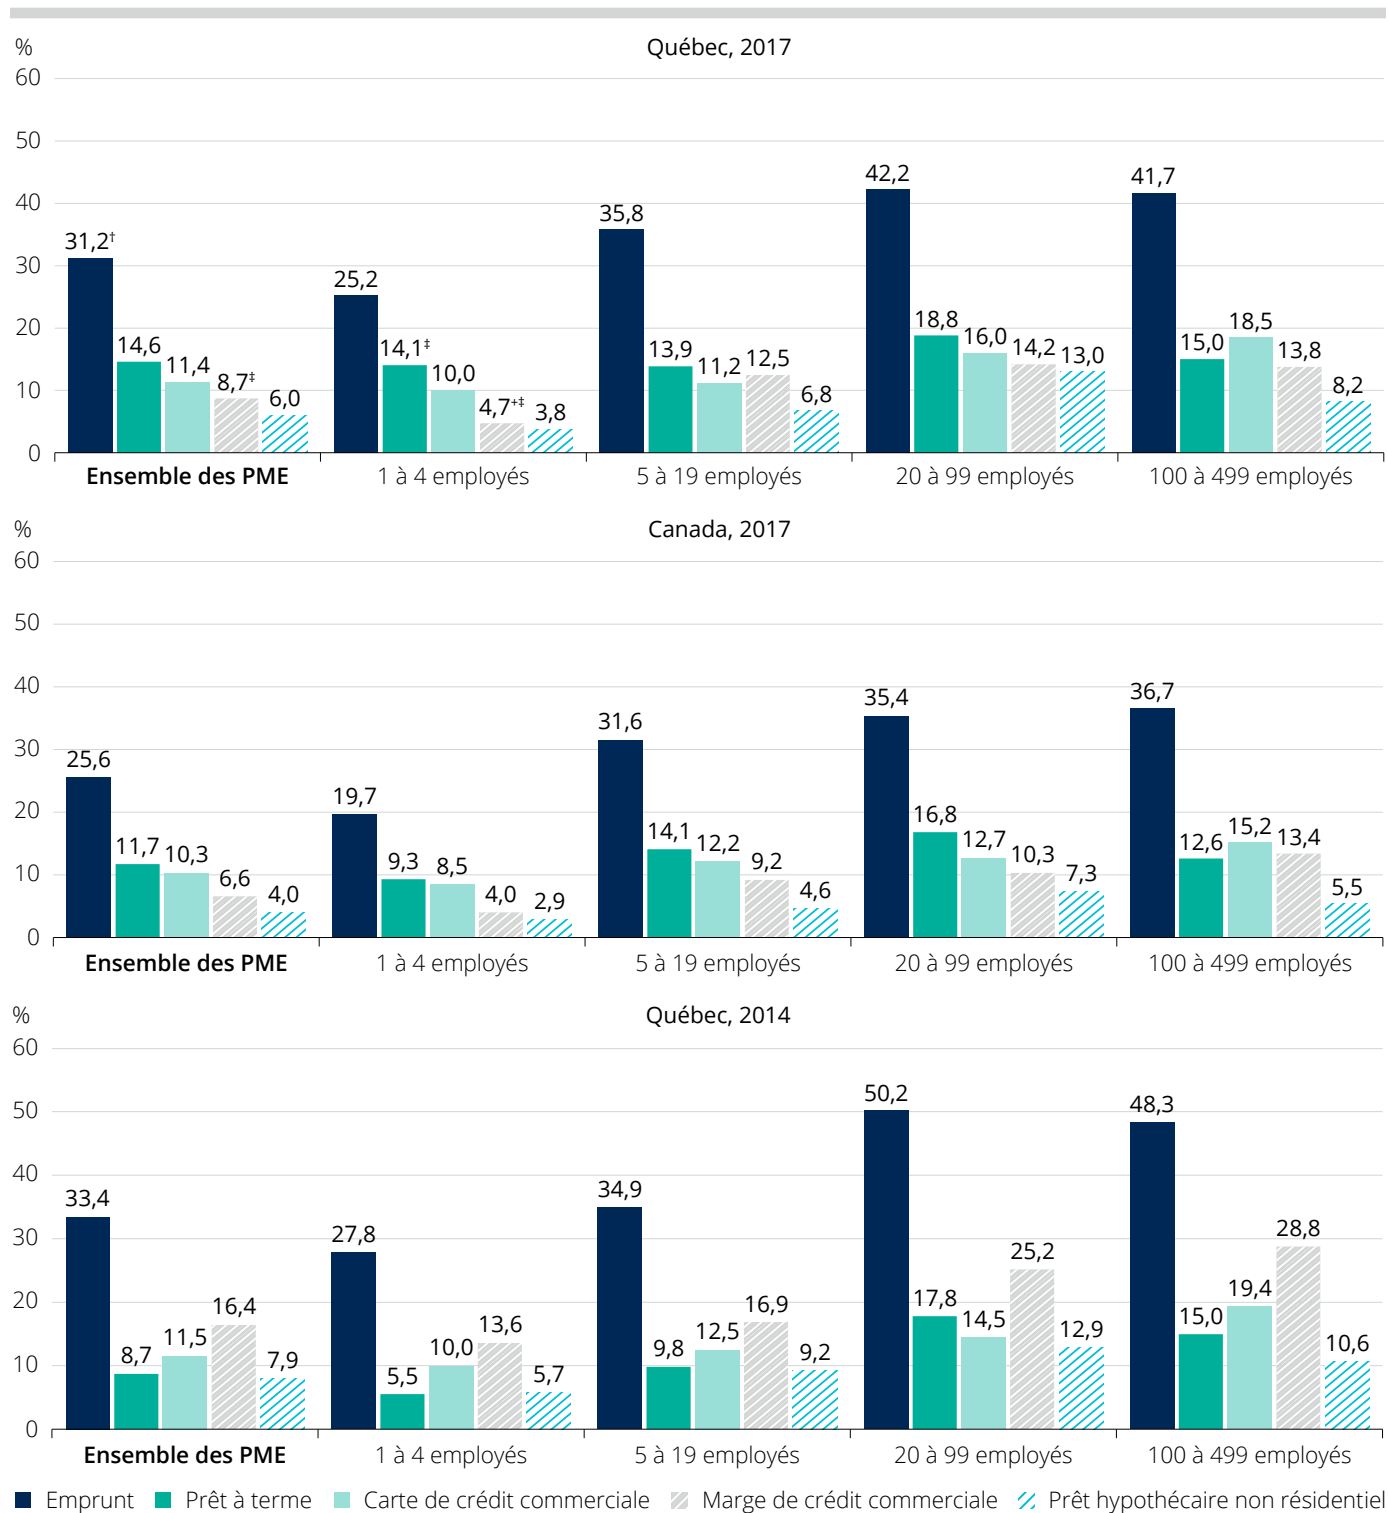 % Québec, 2017
60
50
40
30
20
10
0
31,2† 14,6 11,4 8,7‡ 6,0
25,2 14,1‡ 10,0 4,7+‡ 3,8
35,8 13,9 11,2 12,5 6,8
42,2 18,8 16,0 14,2 13,0
41,7 15,0 18,5 13,8 8,2
Ensemble des PME 1 à 4 employés 5 à 19 employés 20 à 99 employés 100 à 499 employés
% Canada, 2017
60
50
40
30
20
10
0
25,6 11,7 10,3 6,6 4,0
19,7 9,3 8,5 4,0 2,9
31,6 14,1 12,2 9,2 4,6
35,4 16,8 12,7 10,3 7,3
36,7 12,6 15,2 13,4 5,5
Ensemble des PME 1 à 4 employés 5 à 19 employés 20 à 99 employés 100 à 499 employés
% Québec, 2014
60
50
40
30
20
10
0
33,4 8,7 11,5 16,4 7,9
27,8 5,5 10,0 13,6 5,7
34,9 9,8 12,5 16,9 9,2
50,2 17,8 14,5 25,2 12,9
48,3 15,0 19,4 28,8 10,6
Ensemble des PME 1 à 4 employés 5 à 19 employés 20 à 99 employés 100 à 499 employés
Emprunt Prêt à terme Carte de crédit commerciale Marge de crédit commerciale Prêt hypothécaire non résidentiel